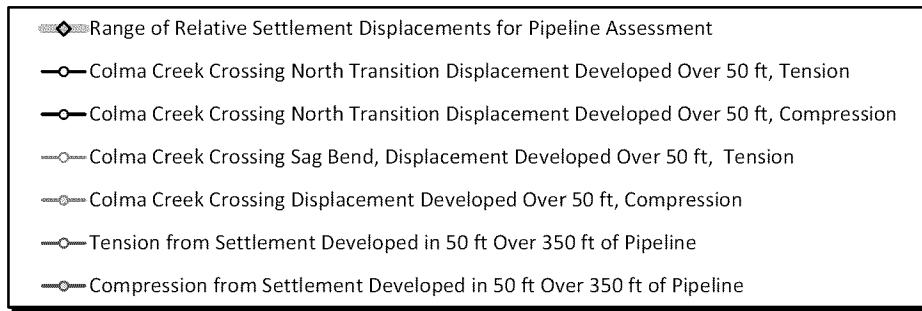 Range of Relative Settlement Displacements for Pipeline Assessment
Colma Creek Crossing North Transition Displacement Developed Over 50 ft, Tension
Colma Creek Crossing North Transition Displacement Developed Over 50 ft, Compression
Colma Creek Crossing Sag Bend, Displacement Developed Over 50 ft, Tension
Colma Creek Crossing Displacement Developed Over 50 ft, Compression
Tension from Settlement Developed in 50 ft Over 350 ft of Pipeline
Compression from Settlement Developed in 50 ft Over 350 ft of Pipeline